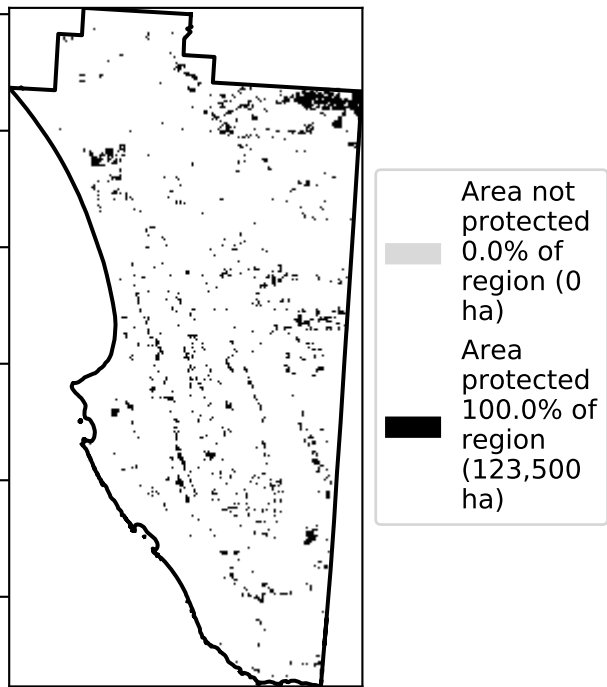 Area not
protected
0.0% of
region (0
ha)
Area
protected
100.0% of
region
(123,500
ha)